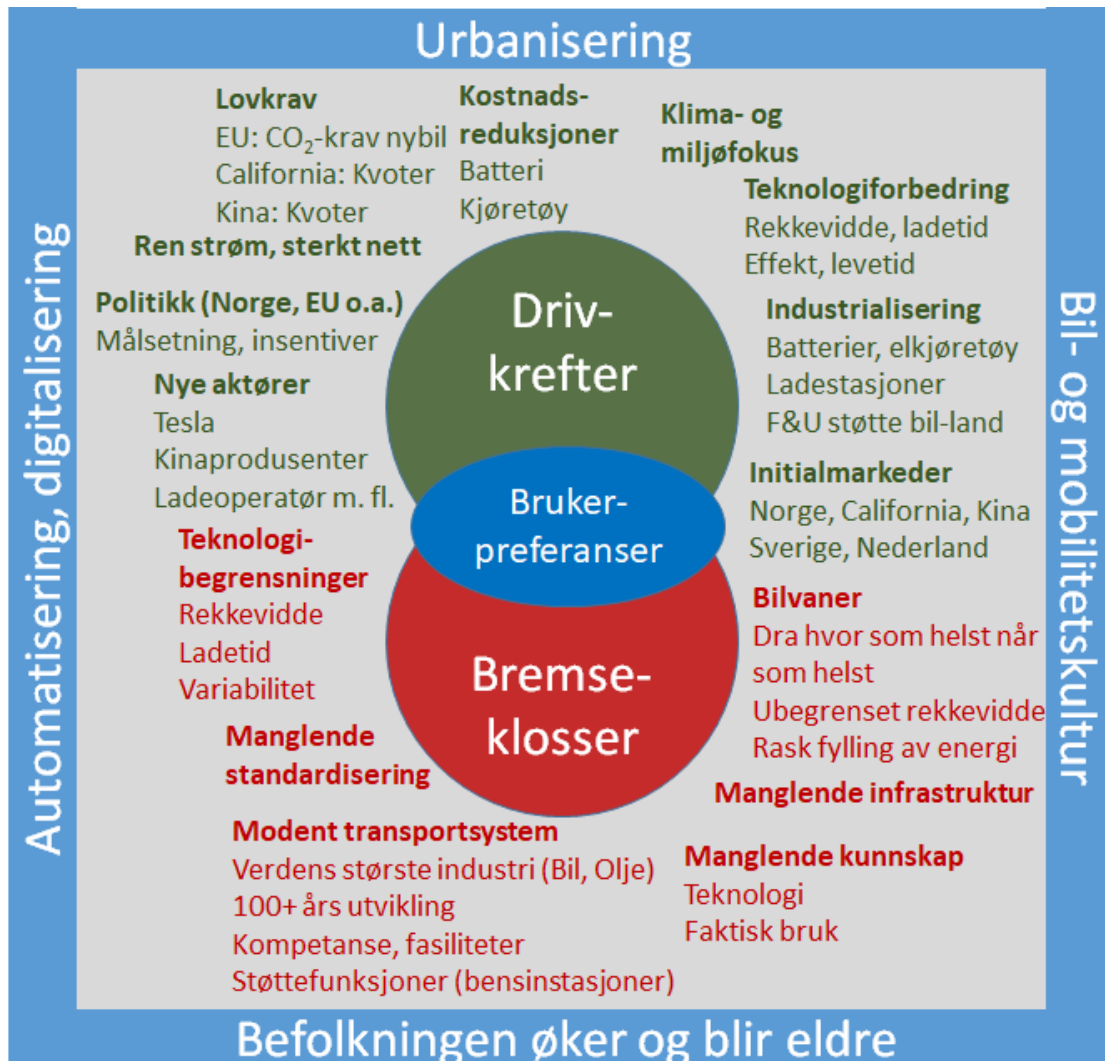 Urbanisering
Lovkrav
EU: CO₂-krav nybil
California: Kvoter
Kina: Kvoter
Kostnads-
reduksjoner
Batteri
Kjøretøy
Klima- og
miljøfokus
Teknologiforbedring
Rekkevidde, ladetid
Effekt, levetid
Ren strøm, sterkt nett
Politikk (Norge, EU o.a.)
Målsetning, insentiver
Industrialisering
Batterier, elkjøretøy
Ladestasjoner
F&U støtte bil-land
Nye aktører
Tesla
Kinaprodusenter
Ladeoperatør m. fl.
Initialmarkeder
Norge, California, Kina
Sverige, Nederland
Driv-
krefter
Bruker-
preferanser
Bremse-
klosser
Teknologi-
begrensninger
Rekkevidde
Ladetid
Variabilitet
Bilvaner
Dra hvor som helst når
som helst
Ubegrenset rekkevidde
Rask fylling av energi
Manglende
standardisering
Manglende infrastruktur
Modent transportsystem
Verdens største industri (Bil, Olje)
100+ års utvikling
Kompetanse, fasiliteter
Støttefunksjoner (bensinstasjoner)
Manglende kunnskap
Teknologi
Faktisk bruk
Automatisering, digitalisering
Bil- og mobilitetskultur
Befolkningen øker og blir eldre